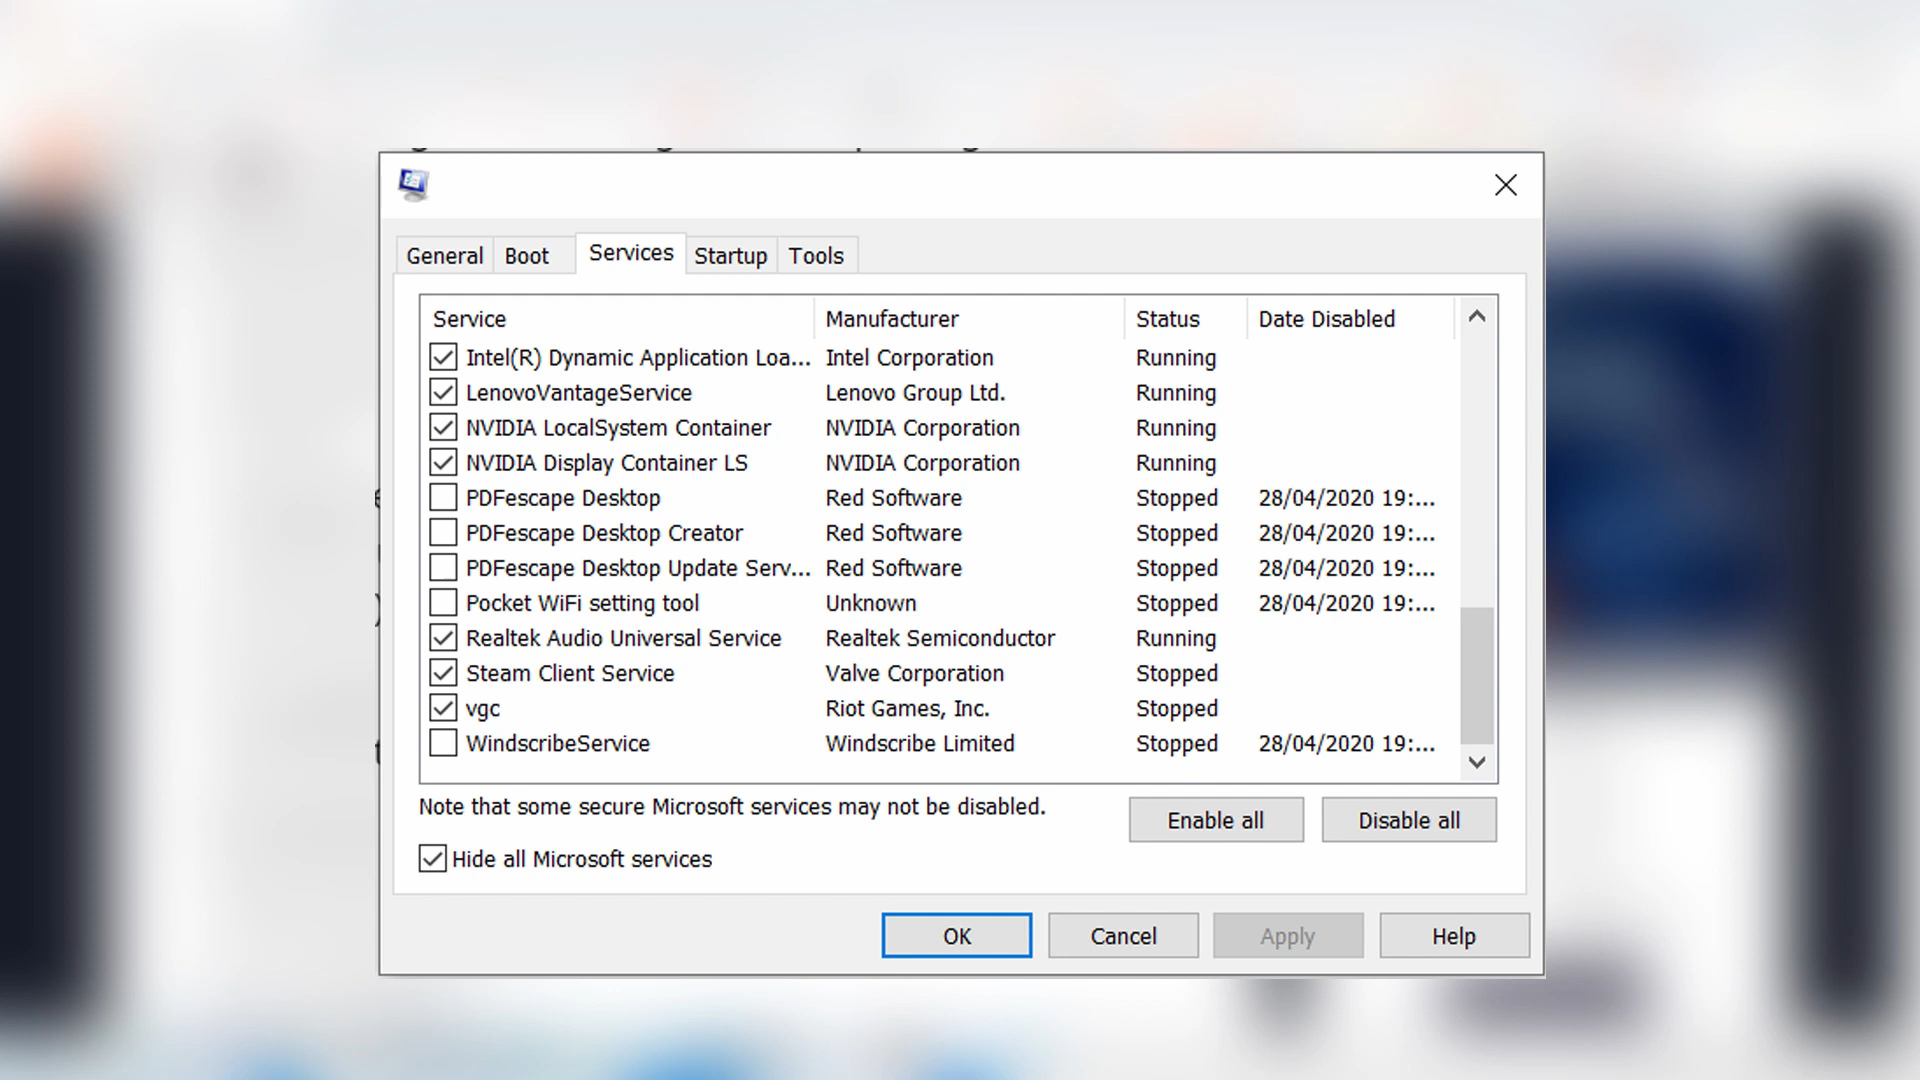 General Boot Services Startup Tools
Service Manufacturer Status Date Disabled
Intel(R) Dynamic Application Loa... Intel Corporation Running
LenovoVantageService Lenovo Group Ltd. Running
NVIDIA LocalSystem Container NVIDIA Corporation Running
NVIDIA Display Container LS NVIDIA Corporation Running
PDFescape Desktop Red Software Stopped 28/04/2020 19:...
PDFescape Desktop Creator Red Software Stopped 28/04/2020 19:...
PDFescape Desktop Update Serv... Red Software Stopped 28/04/2020 19:...
Pocket WiFi setting tool Unknown Stopped 28/04/2020 19:...
Realtek Audio Universal Service Realtek Semiconductor Running
Steam Client Service Valve Corporation Stopped
vgc Riot Games, Inc. Stopped
WindscribeService Windscribe Limited Stopped 28/04/2020 19:...
Note that some secure Microsoft services may not be disabled.
Enable all Disable all
Hide all Microsoft services
OK Cancel Apply Help